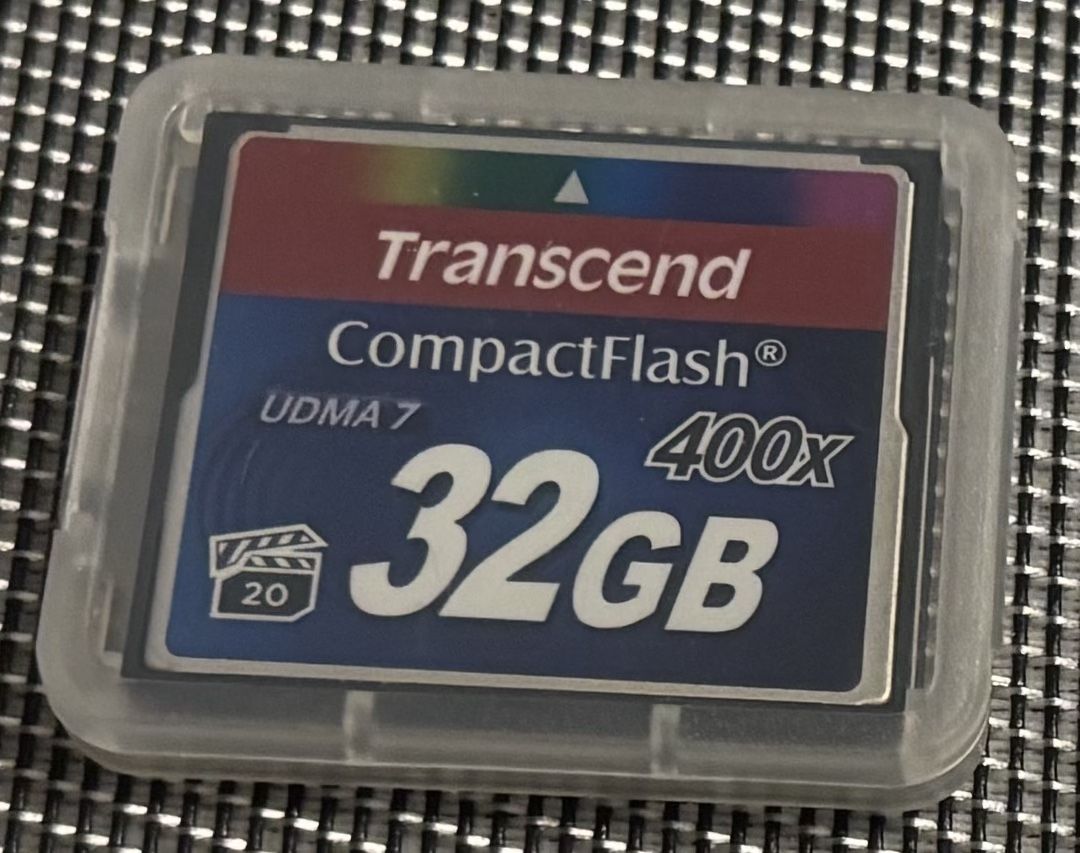 Transcend
CompactFlash®
UDMA 7
400x
32GB
20